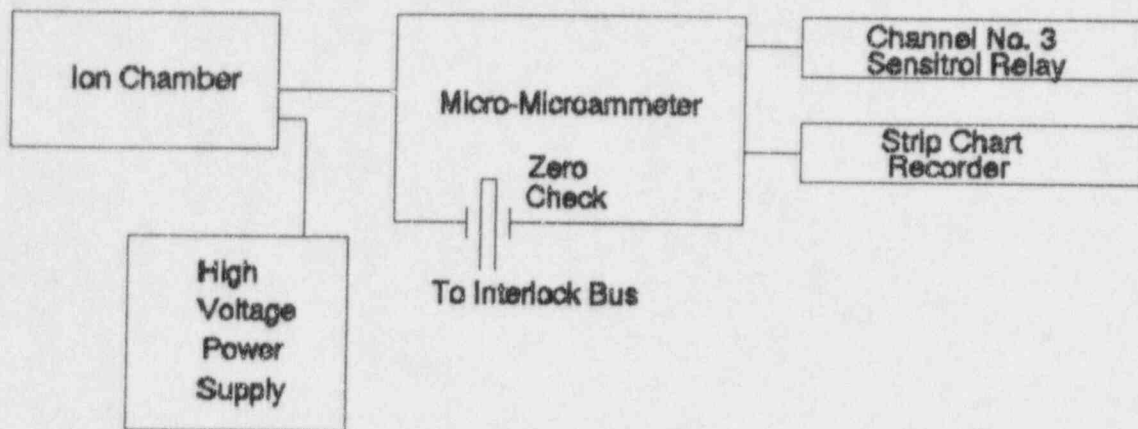 Ion Chamber
Micro-Microammeter
Zero
Check
To Interlock Bus
High
Voltage
Power
Supply
Channel No. 3
Sensitrol Relay
Strip Chart
Recorder